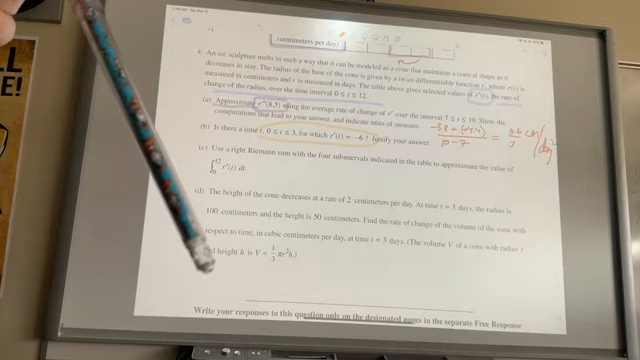 (centimeters per day)
4. An ice sculpture melts in such a way that it can be modeled as a cone that maintains a conical shape as it
decreases in size. The radius of the base of the cone is given by a twice-differentiable function r, where r(t) is
measured in centimeters and t is measured in days. The table above gives selected values of r'(t), the rate of
change of the radius, over the time interval 0 ≤ t ≤ 12.
(a) Approximate r''(8.5) using the average rate of change of r' over the interval 7 ≤ t ≤ 10. Show the
computations that lead to your answer, and indicate units of measure.
10-7 =
(b) Is there a time t, 0 ≤ t ≤ 3, for which r'(t) = -6? Justify your answer.
(c) Use a right Riemann sum with the four subintervals indicated in the table to approximate the value of
∫₀¹² r'(t) dt.
(d) The height of the cone decreases at a rate of 2 centimeters per day. At time t = 3 days, the radius is
100 centimeters and the height is 50 centimeters. Find the rate of change of the volume of the cone with
respect to time, in cubic centimeters per day, at time t = 3 days. (The volume V of a cone with radius r
height h is V = 1/3 πr²h.)
Write your responses to this question only on the designated pages in the separate Free Response